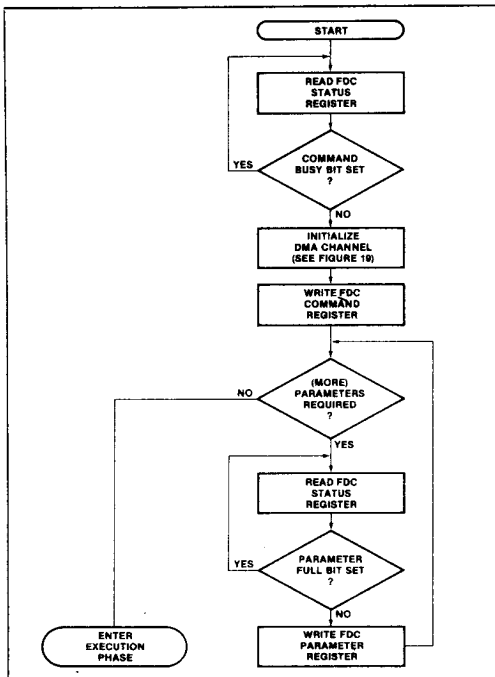 START
READ FDC
STATUS
REGISTER
YES
COMMAND
BUSY BIT SET
?
NO
INITIALIZE
DMA CHANNEL
(SEE FIGURE 19)
WRITE FDC
COMMAND
REGISTER
NO
(MORE)
PARAMETERS
REQUIRED
?
YES
READ FDC
STATUS
REGISTER
YES
PARAMETER
FULL BIT SET
?
NO
ENTER
EXECUTION
PHASE
WRITE FDC
PARAMETER
REGISTER